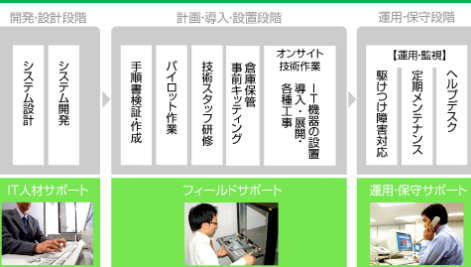 開発・設計段階
システム設計
システム開発
計画・導入・設置段階
手順書検証・作成
パイロット作業
技術スタッフ研修
倉庫保管
事前キッティング
オンサイト
技術作業
IT機器の設置
導入・展開・
各種工事
運用・保守段階
【運用・監視】
駆けつけ障害対応
定期メンテナンス
ヘルプデスク
IT人材サポート
フィールドサポート
運用・保守サポート